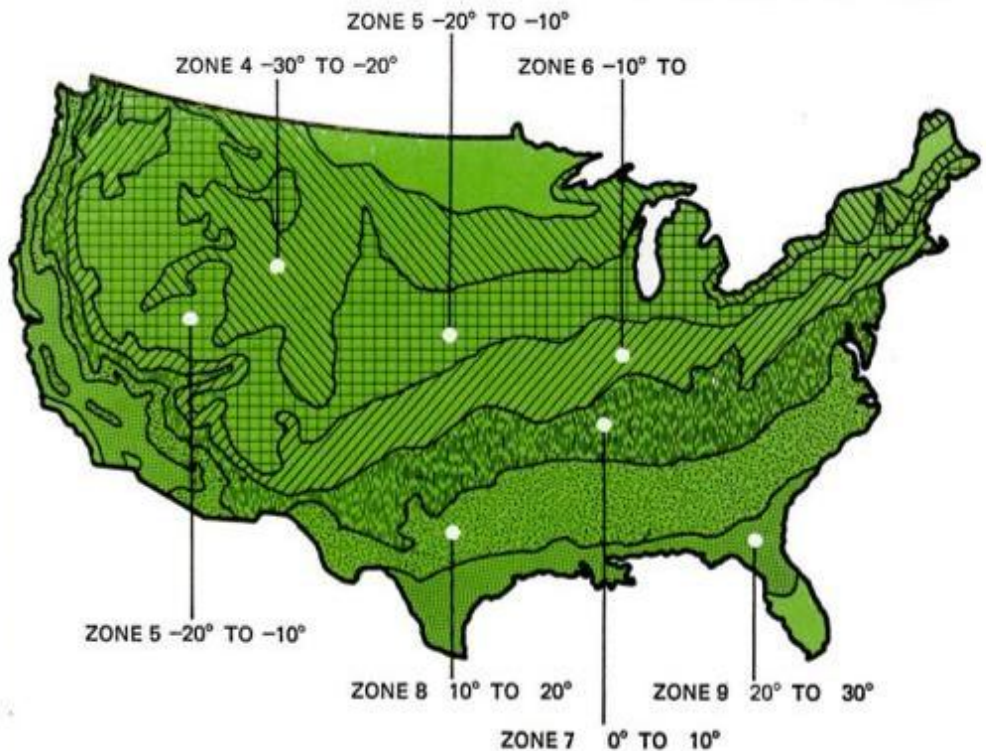 ZONE 5 –20° TO –10°
ZONE 4 –30° TO –20°
ZONE 6 –10° TO
ZONE 5 –20° TO –10°
ZONE 8 10° TO 20°
ZONE 9 20° TO 30°
ZONE 7 0° TO 10°